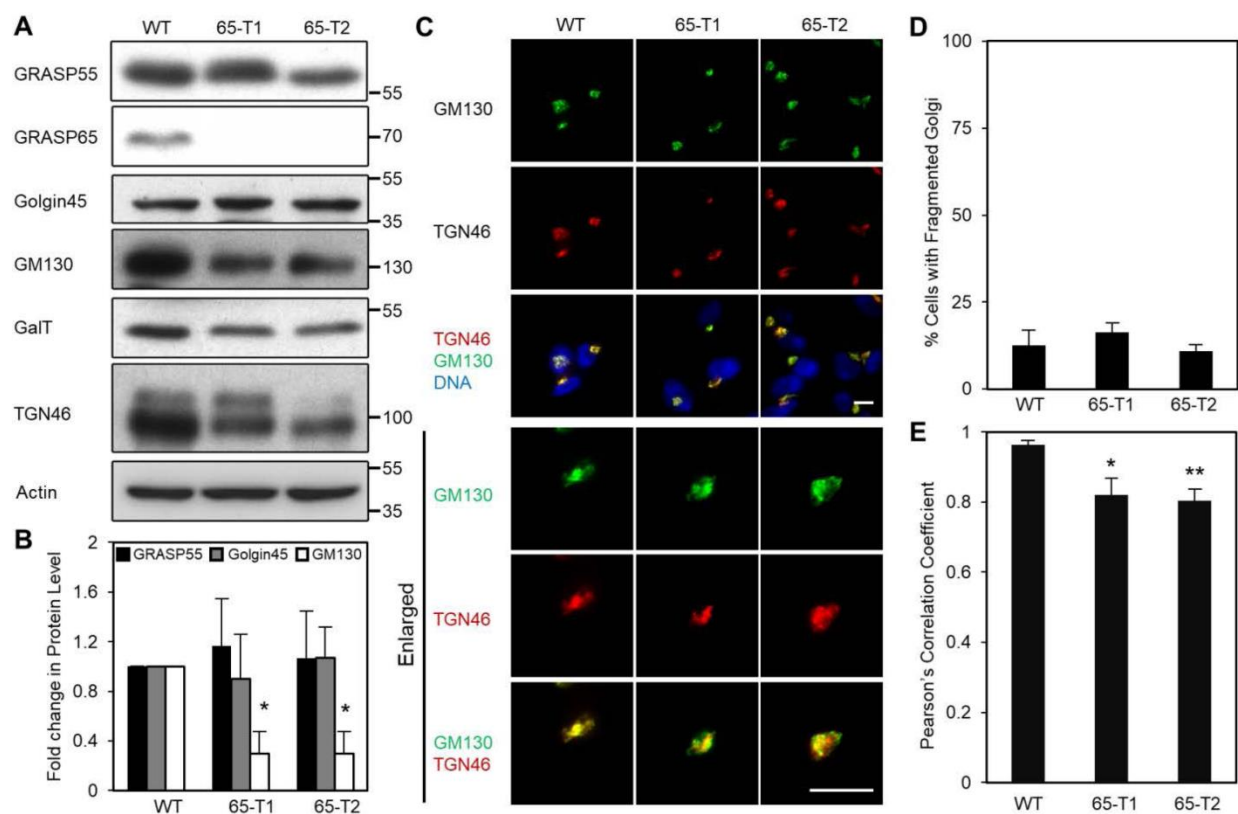 A
WT 65-T1 65-T2
GRASP55
55
GRASP65
70
Golgin45
55
35
GM130
130
GalT
55
TGN46
100
Actin
55
35
B
Fold change in Protein Level
2
1.6
1.2
0.8
0.4
0
GRASP55 Golgin45 GM130
*
*
WT 65-T1 65-T2
C
WT 65-T1 65-T2
GM130
TGN46
TGN46
GM130
DNA
Enlarged
GM130
TGN46
GM130
TGN46
D
% Cells with Fragmented Golgi
100
75
50
25
0
WT 65-T1 65-T2
E
Pearson's Correlation Coefficient
1
0.8
0.6
0.4
0.2
0
*
**
WT 65-T1 65-T2